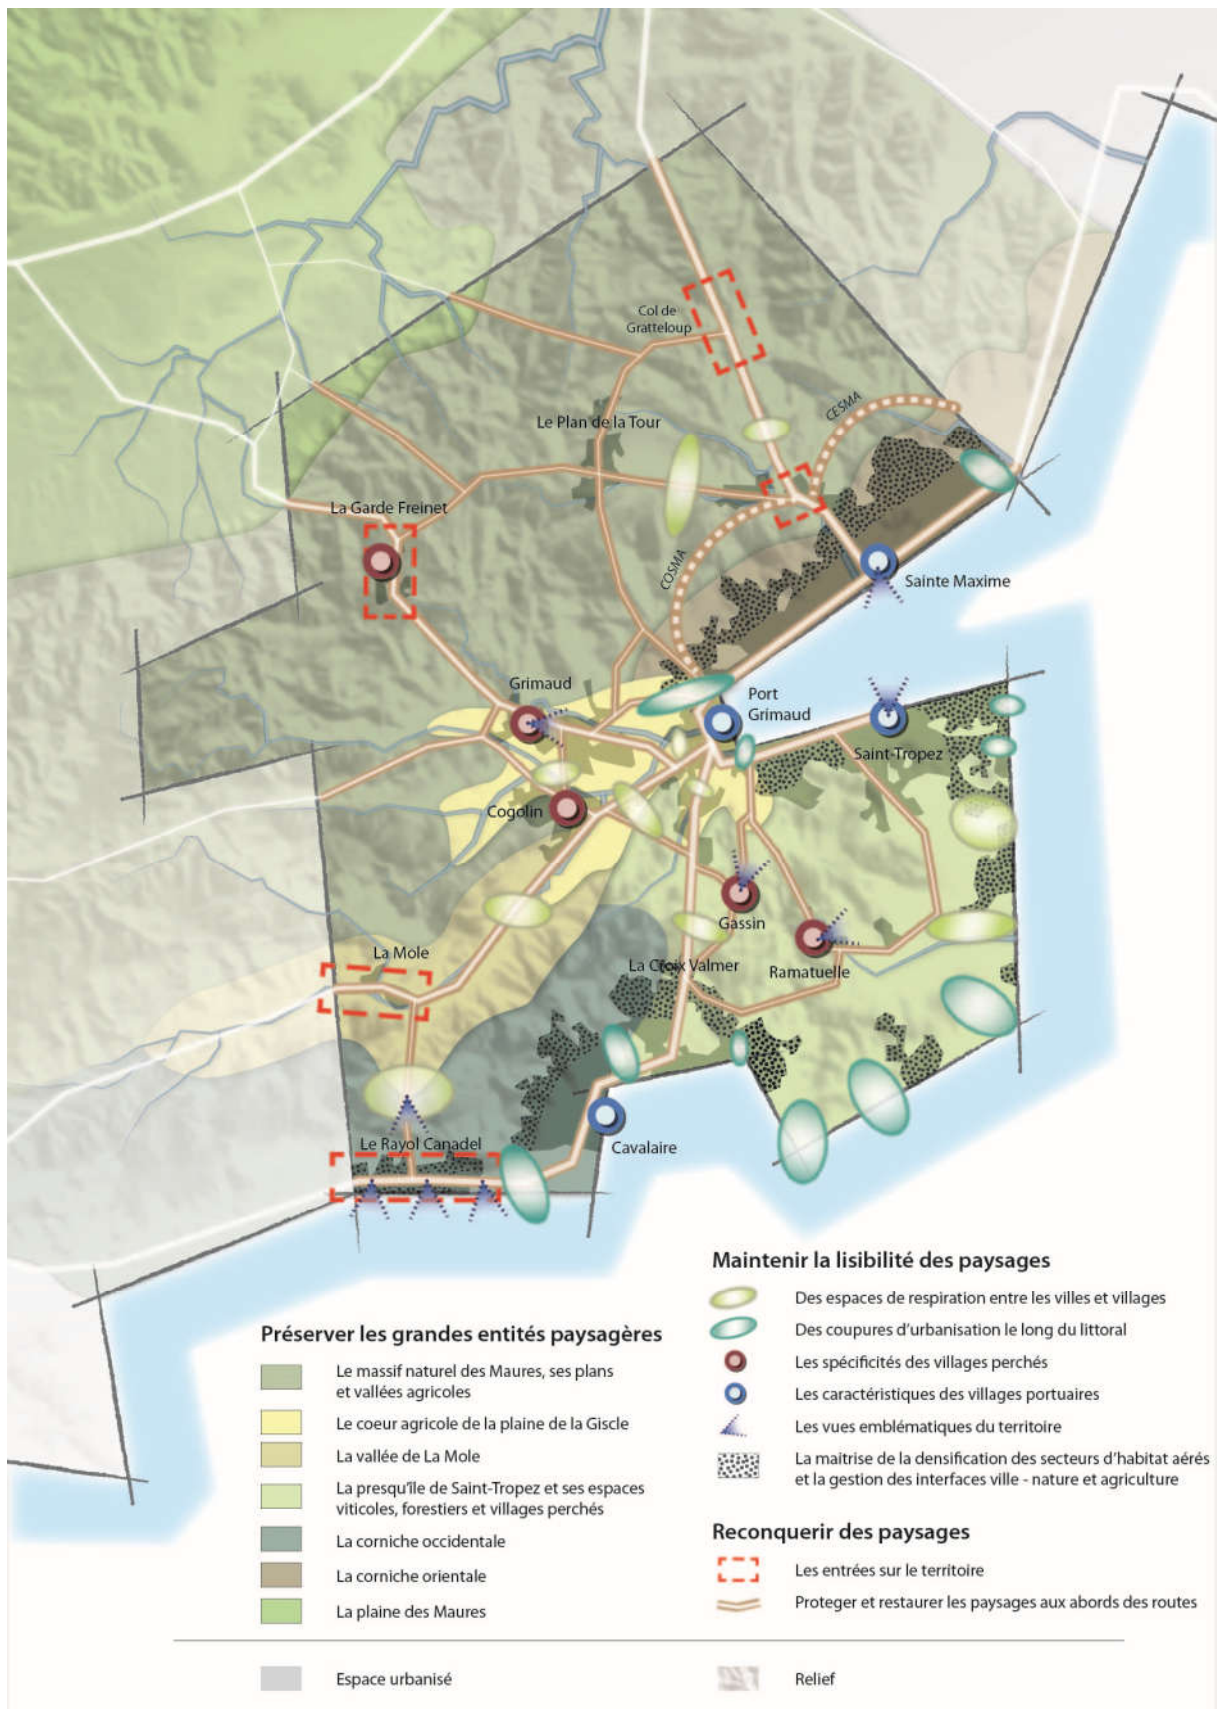 Col de
Gratteloup
CESMA
Le Plan de la Tour
La Garde Freinet
COSMA
Sainte Maxime
Grimaud
Port
Grimaud
Saint-Tropez
Cogolin
Gassin
La Mole
La Croix Valmer
Ramatuelle
Le Rayol Canadel
Cavalaire
Préserver les grandes entités paysagères
Le massif naturel des Maures, ses plans
et vallées agricoles
Le coeur agricole de la plaine de la Giscle
La vallée de La Mole
La presqu'île de Saint-Tropez et ses espaces
viticoles, forestiers et villages perchés
La corniche occidentale
La corniche orientale
La plaine des Maures
Maintenir la lisibilité des paysages
Des espaces de respiration entre les villes et villages
Des coupures d'urbanisation le long du littoral
Les spécificités des villages perchés
Les caractéristiques des villages portuaires
Les vues emblématiques du territoire
La maîtrise de la densification des secteurs d'habitat aérés
et la gestion des interfaces ville - nature et agriculture
Reconquerir des paysages
Les entrées sur le territoire
Proteger et restaurer les paysages aux abords des routes
Espace urbanisé
Relief